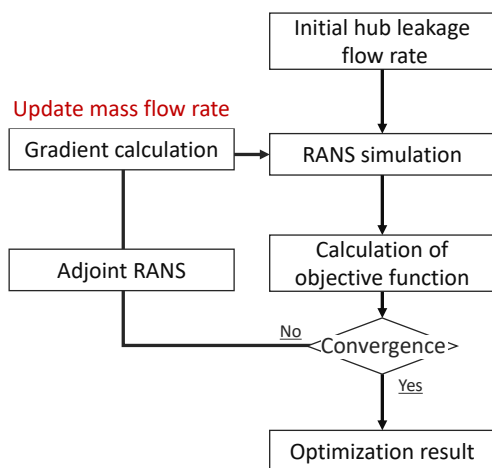 Initial hub leakage
flow rate
Update mass flow rate
Gradient calculation
RANS simulation
Adjoint RANS
Calculation of
objective function
No
Convergence
Yes
Optimization result